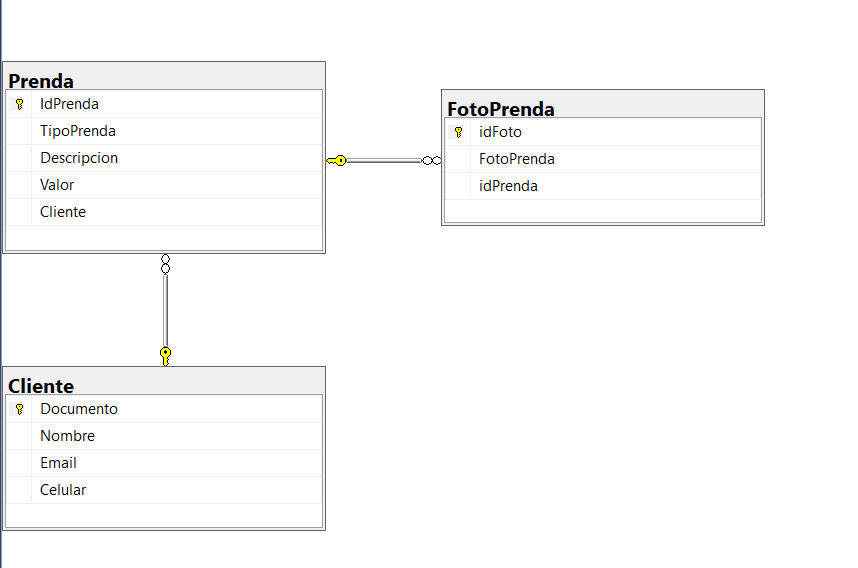 Prenda
IdPrenda
TipoPrenda
Descripcion
Valor
Cliente
FotoPrenda
idFoto
FotoPrenda
idPrenda
Cliente
Documento
Nombre
Email
Celular